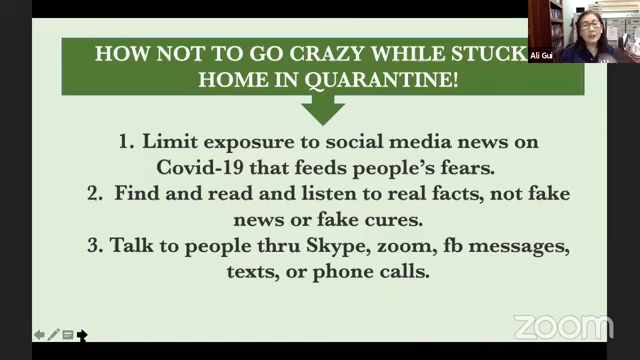 HOW NOT TO GO CRAZY WHILE STUCK
HOME IN QUARANTINE!
1. Limit exposure to social media news on
Covid-19 that feeds people's fears.
2. Find and read and listen to real facts, not fake
news or fake cures.
3. Talk to people thru Skype, zoom, fb messages,
texts, or phone calls.
Ali Gui
zoom